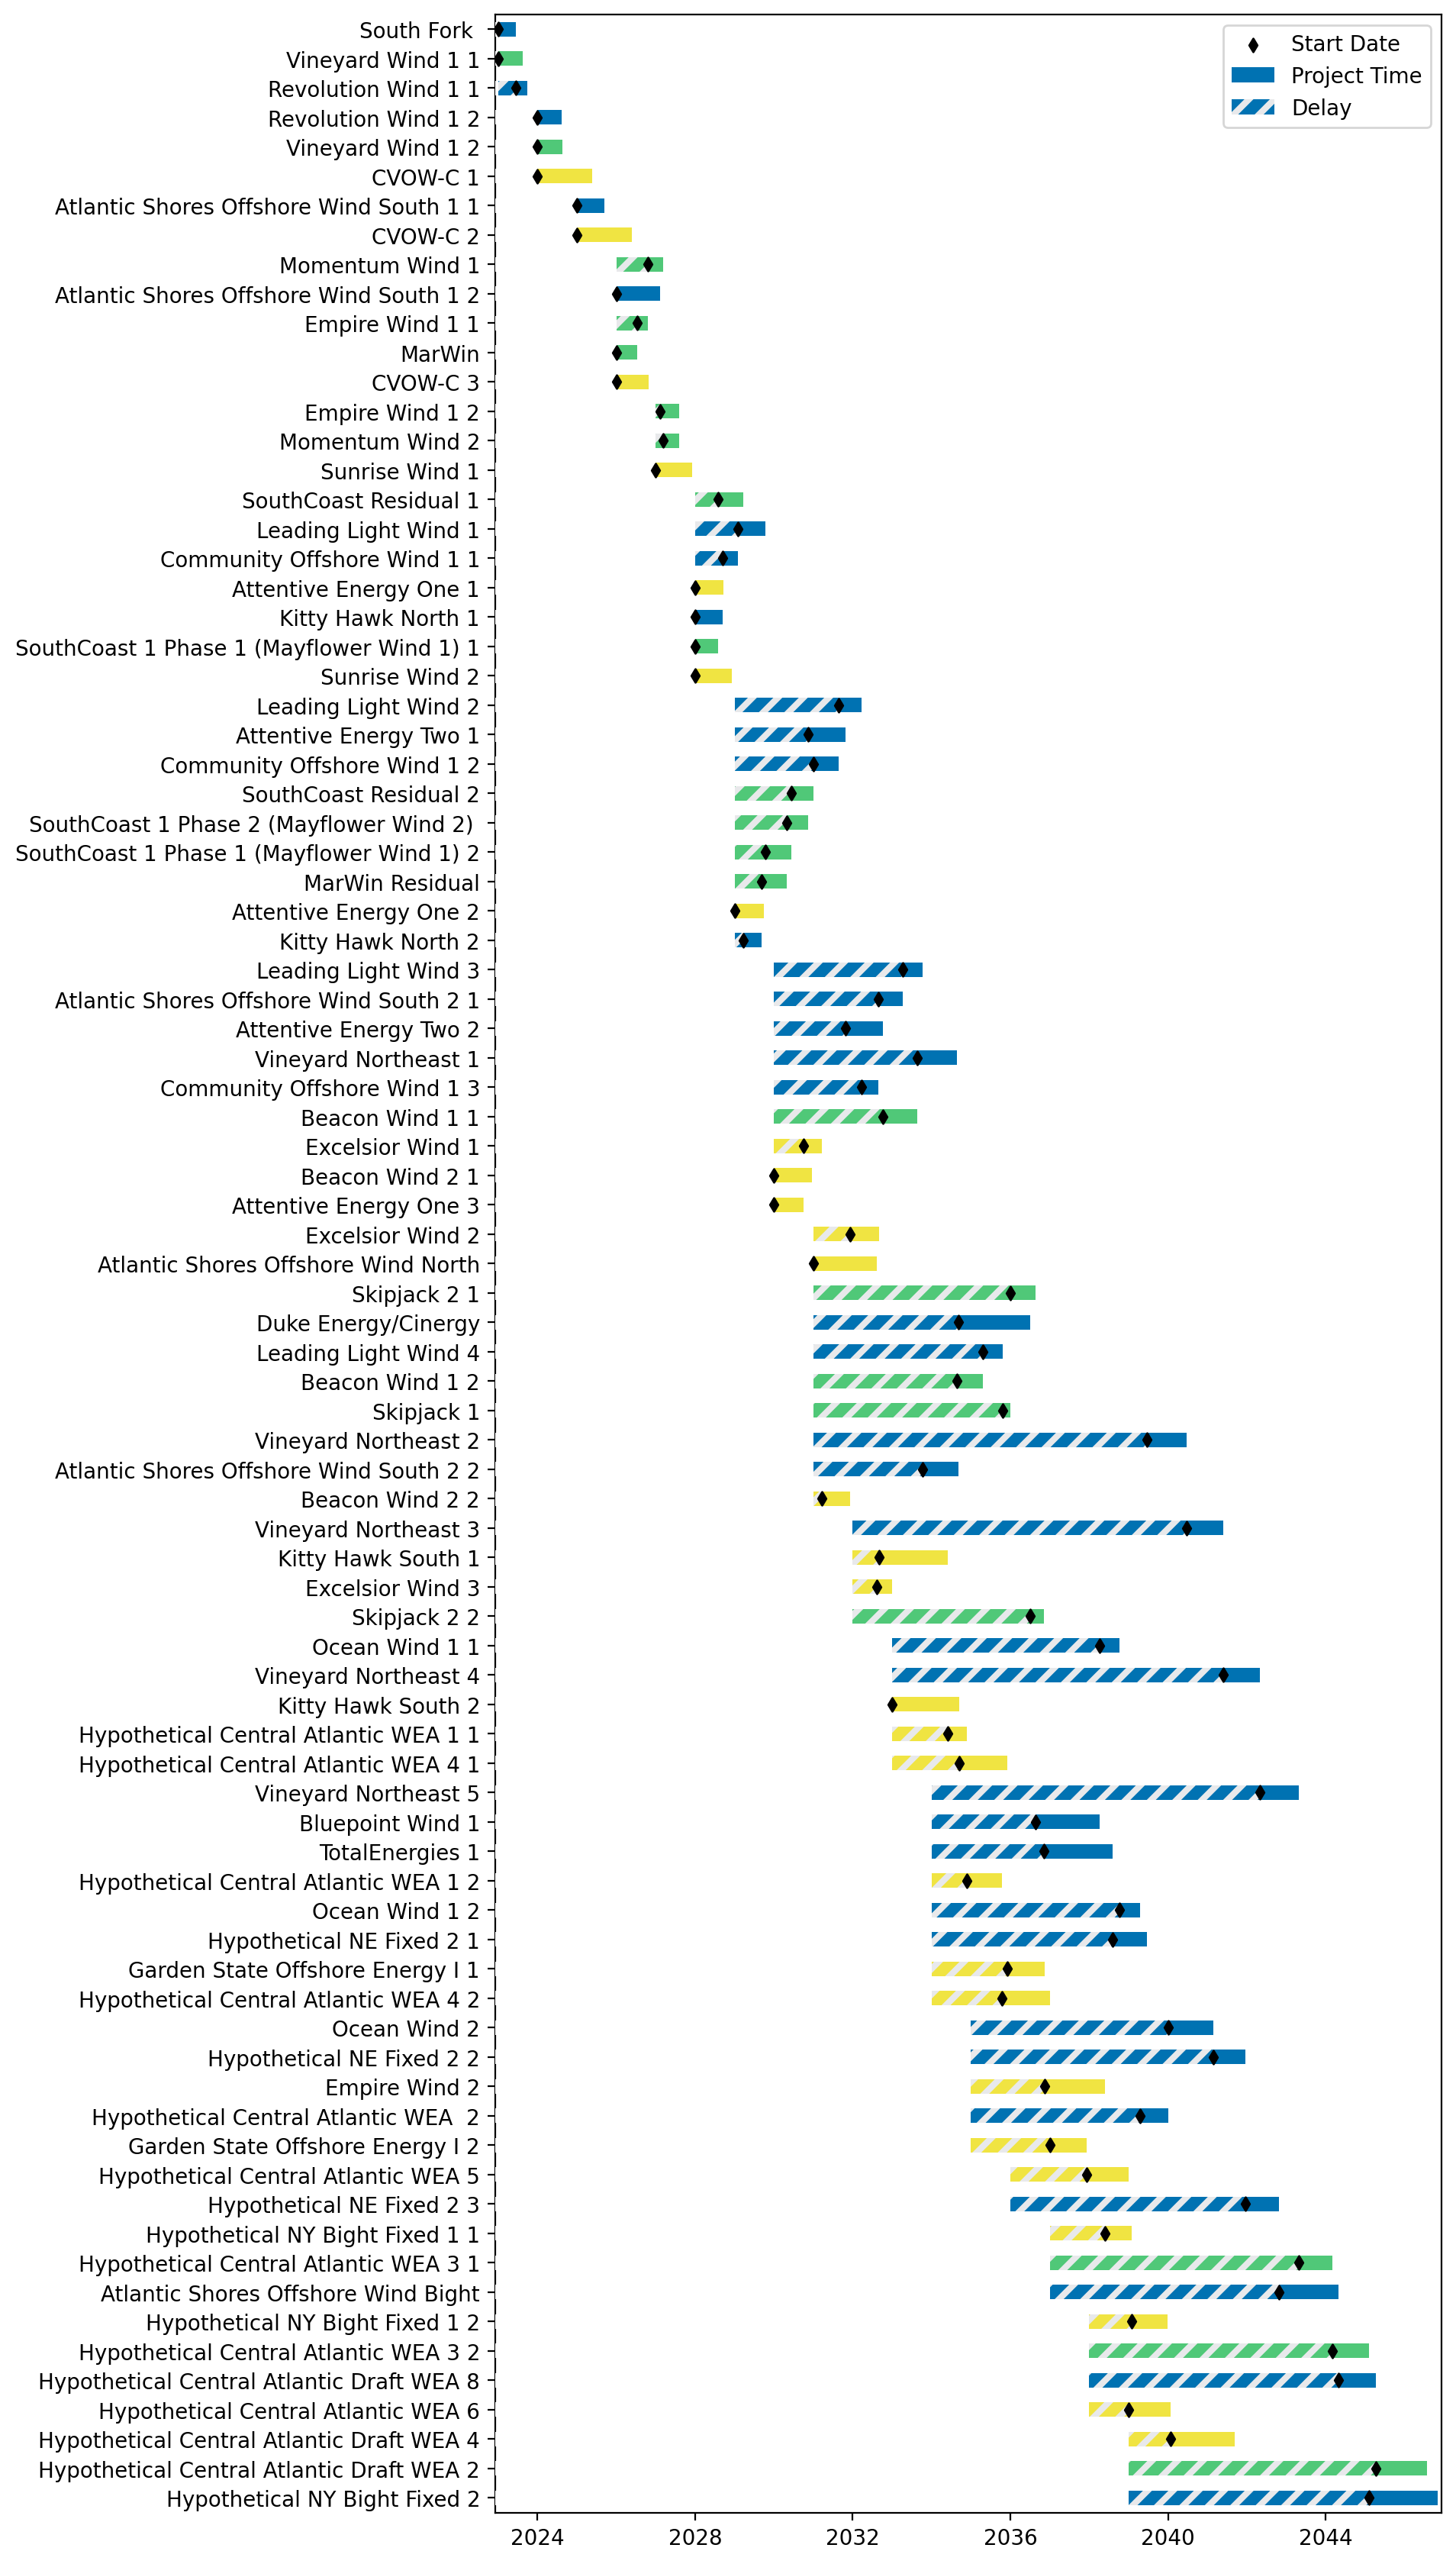 South Fork
Vineyard Wind 1 1
Revolution Wind 1 1
Revolution Wind 1 2
Vineyard Wind 1 2
CVOW-C 1
Atlantic Shores Offshore Wind South 1 1
CVOW-C 2
Momentum Wind 1
Atlantic Shores Offshore Wind South 1 2
Empire Wind 1 1
MarWin
CVOW-C 3
Empire Wind 1 2
Momentum Wind 2
Sunrise Wind 1
SouthCoast Residual 1
Leading Light Wind 1
Community Offshore Wind 1 1
Attentive Energy One 1
Kitty Hawk North 1
SouthCoast 1 Phase 1 (Mayflower Wind 1) 1
Sunrise Wind 2
Leading Light Wind 2
Attentive Energy Two 1
Community Offshore Wind 1 2
SouthCoast Residual 2
SouthCoast 1 Phase 2 (Mayflower Wind 2)
SouthCoast 1 Phase 1 (Mayflower Wind 1) 2
MarWin Residual
Attentive Energy One 2
Kitty Hawk North 2
Leading Light Wind 3
Atlantic Shores Offshore Wind South 2 1
Attentive Energy Two 2
Vineyard Northeast 1
Community Offshore Wind 1 3
Beacon Wind 1 1
Excelsior Wind 1
Beacon Wind 2 1
Attentive Energy One 3
Excelsior Wind 2
Atlantic Shores Offshore Wind North
Skipjack 2 1
Duke Energy/Cinergy
Leading Light Wind 4
Beacon Wind 1 2
Skipjack 1
Vineyard Northeast 2
Atlantic Shores Offshore Wind South 2 2
Beacon Wind 2 2
Vineyard Northeast 3
Kitty Hawk South 1
Excelsior Wind 3
Skipjack 2 2
Ocean Wind 1 1
Vineyard Northeast 4
Kitty Hawk South 2
Hypothetical Central Atlantic WEA 1 1
Hypothetical Central Atlantic WEA 4 1
Vineyard Northeast 5
Bluepoint Wind 1
TotalEnergies 1
Hypothetical Central Atlantic WEA 1 2
Ocean Wind 1 2
Hypothetical NE Fixed 2 1
Garden State Offshore Energy I 1
Hypothetical Central Atlantic WEA 4 2
Ocean Wind 2
Hypothetical NE Fixed 2 2
Empire Wind 2
Hypothetical Central Atlantic WEA  2
Garden State Offshore Energy I 2
Hypothetical Central Atlantic WEA 5
Hypothetical NE Fixed 2 3
Hypothetical NY Bight Fixed 1 1
Hypothetical Central Atlantic WEA 3 1
Atlantic Shores Offshore Wind Bight
Hypothetical NY Bight Fixed 1 2
Hypothetical Central Atlantic WEA 3 2
Hypothetical Central Atlantic Draft WEA 8
Hypothetical Central Atlantic WEA 6
Hypothetical Central Atlantic Draft WEA 4
Hypothetical Central Atlantic Draft WEA 2
Hypothetical NY Bight Fixed 2
Start Date
Project Time
Delay
2024 2028 2032 2036 2040 2044